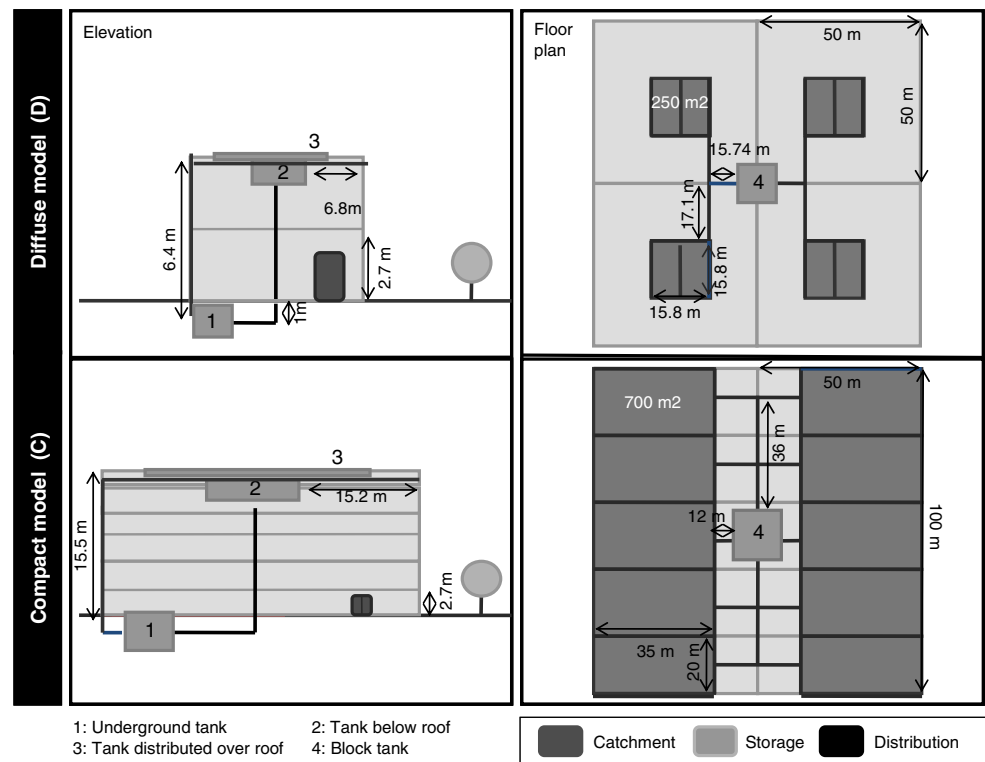 Diffuse model (D)
Elevation
3
2
6.8m
6.4 m
2.7 m
1
1m
Floor
plan
50 m
50 m
250 m2
15.74 m
4
17.1m
15.8 m
15.8 m
Compact model (C)
3
2
15.2 m
15.5 m
2.7m
1
50 m
700 m2
36 m
12 m
4
100 m
35 m
20 m
1: Underground tank
2: Tank below roof
3: Tank distributed over roof
4: Block tank
Catchment
Storage
Distribution